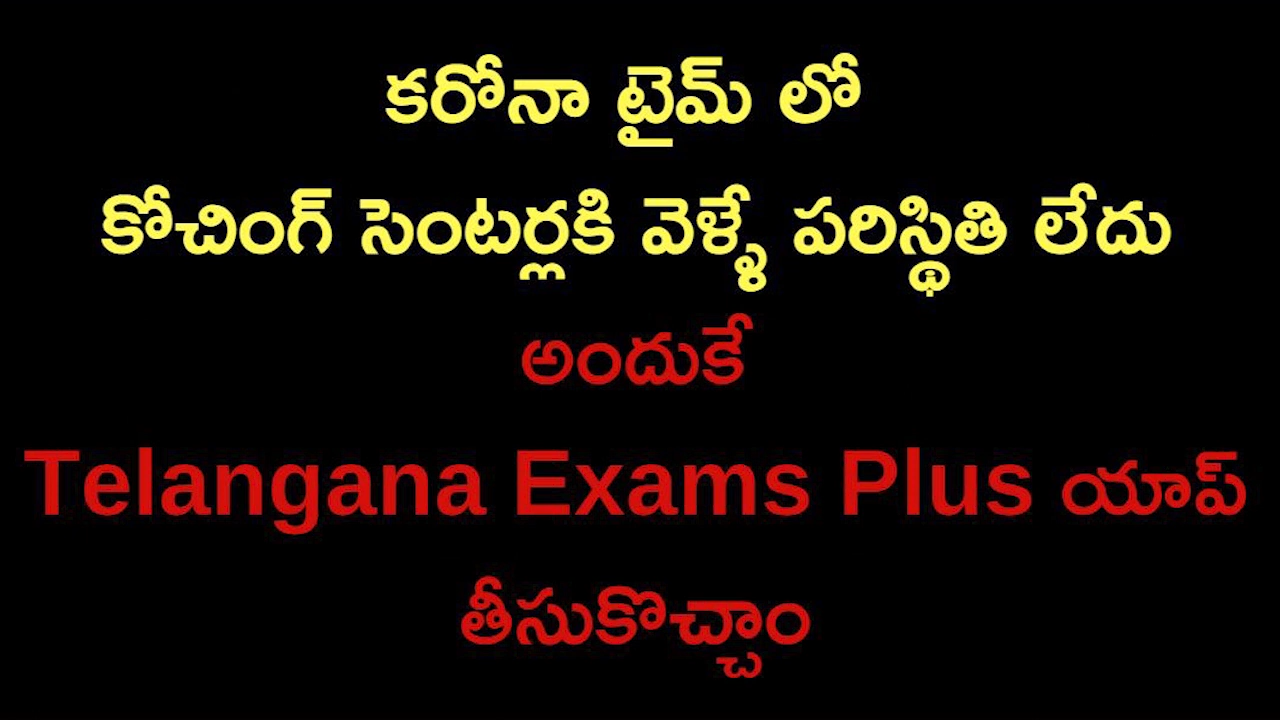 కరోనా టైమ్ లో
కోచింగ్ సెంటర్లకి వెళ్ళే పరిస్థితి లేదు
అందుకే
Telangana Exams Plus యాప్
తీసుకొచ్చాం